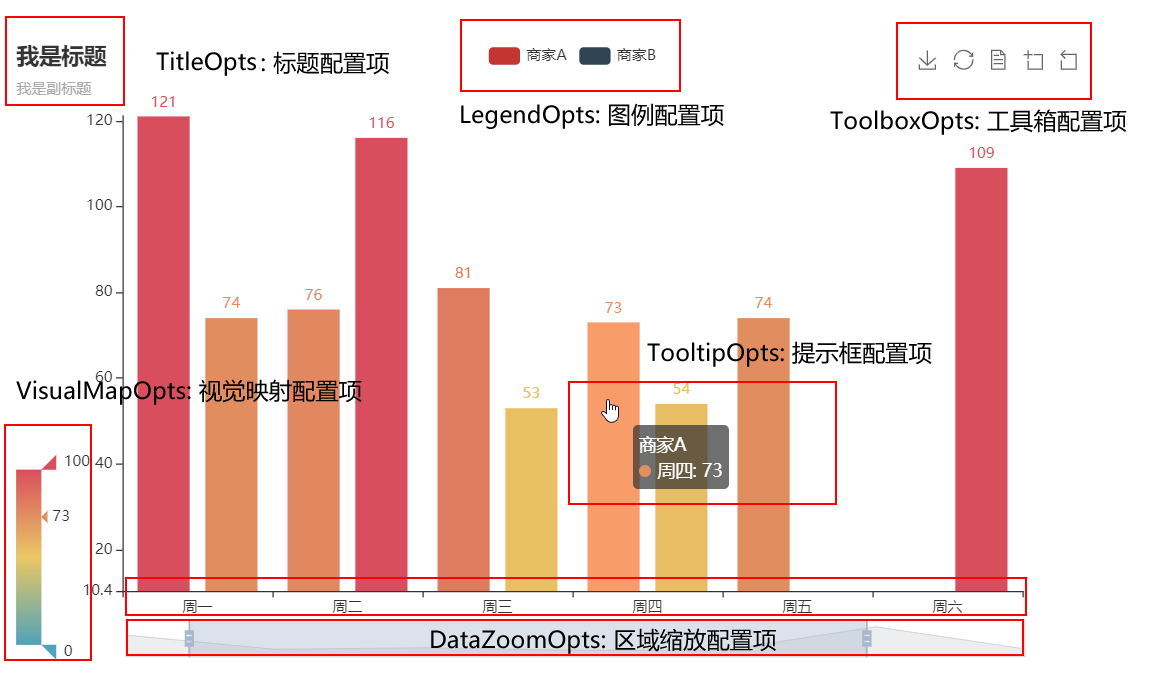 我是标题
我是副标题
TitleOpts: 标题配置项
商家A 商家B
LegendOpts: 图例配置项
ToolboxOpts: 工具箱配置项
121
74
76
116
81
53
73
54
74
109
120
100
80
60
40
20
10.4
TooltipOpts: 提示框配置项
商家A
周四: 73
VisualMapOpts: 视觉映射配置项
100
73
0
周一 周二 周三 周四 周五 周六
DataZoomOpts: 区域缩放配置项